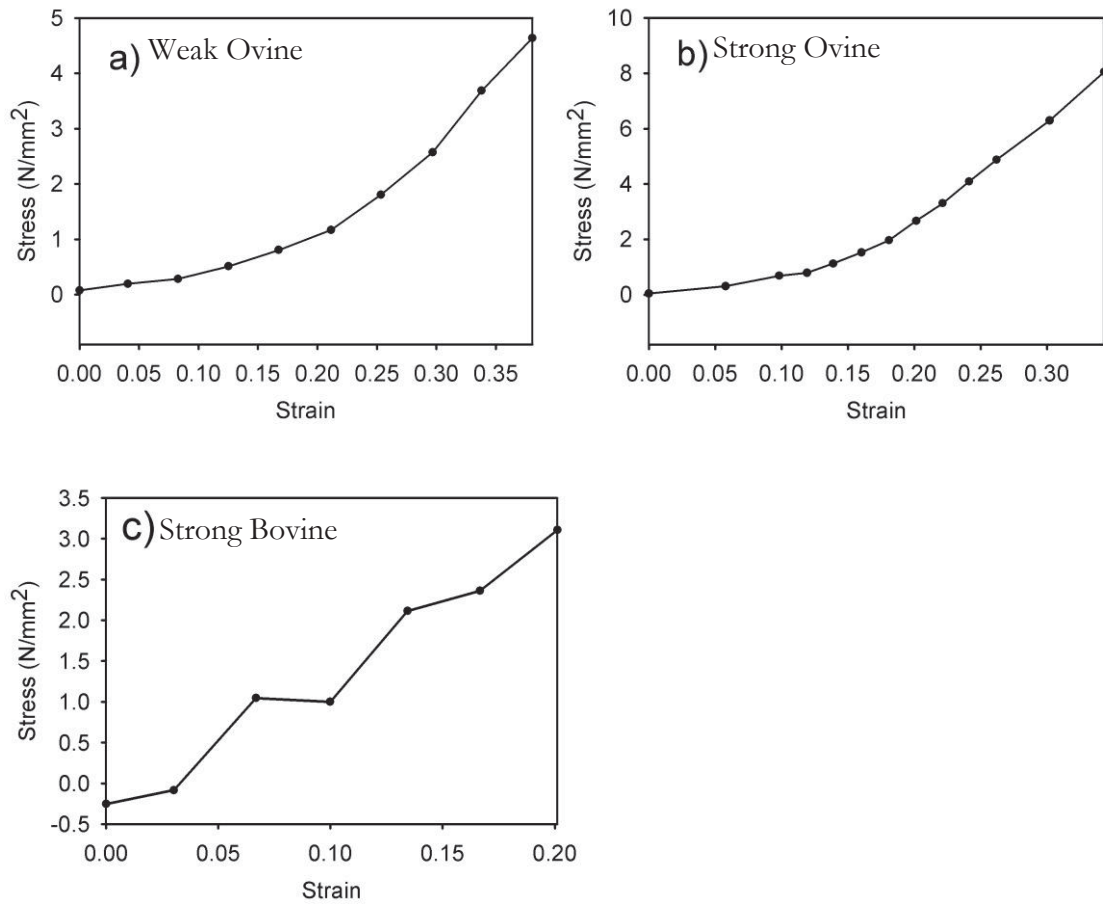 a) Weak Ovine
Stress (N/mm²)
5
4
3
2
1
0
0.00 0.05 0.10 0.15 0.20 0.25 0.30 0.35
Strain
b) Strong Ovine
Stress (N/mm²)
10
8
6
4
2
0
0.00 0.05 0.10 0.15 0.20 0.25 0.30
Strain
c) Strong Bovine
Stress (N/mm²)
3.5
3.0
2.5
2.0
1.5
1.0
0.5
0.0
-0.5
0.00 0.05 0.10 0.15 0.20
Strain